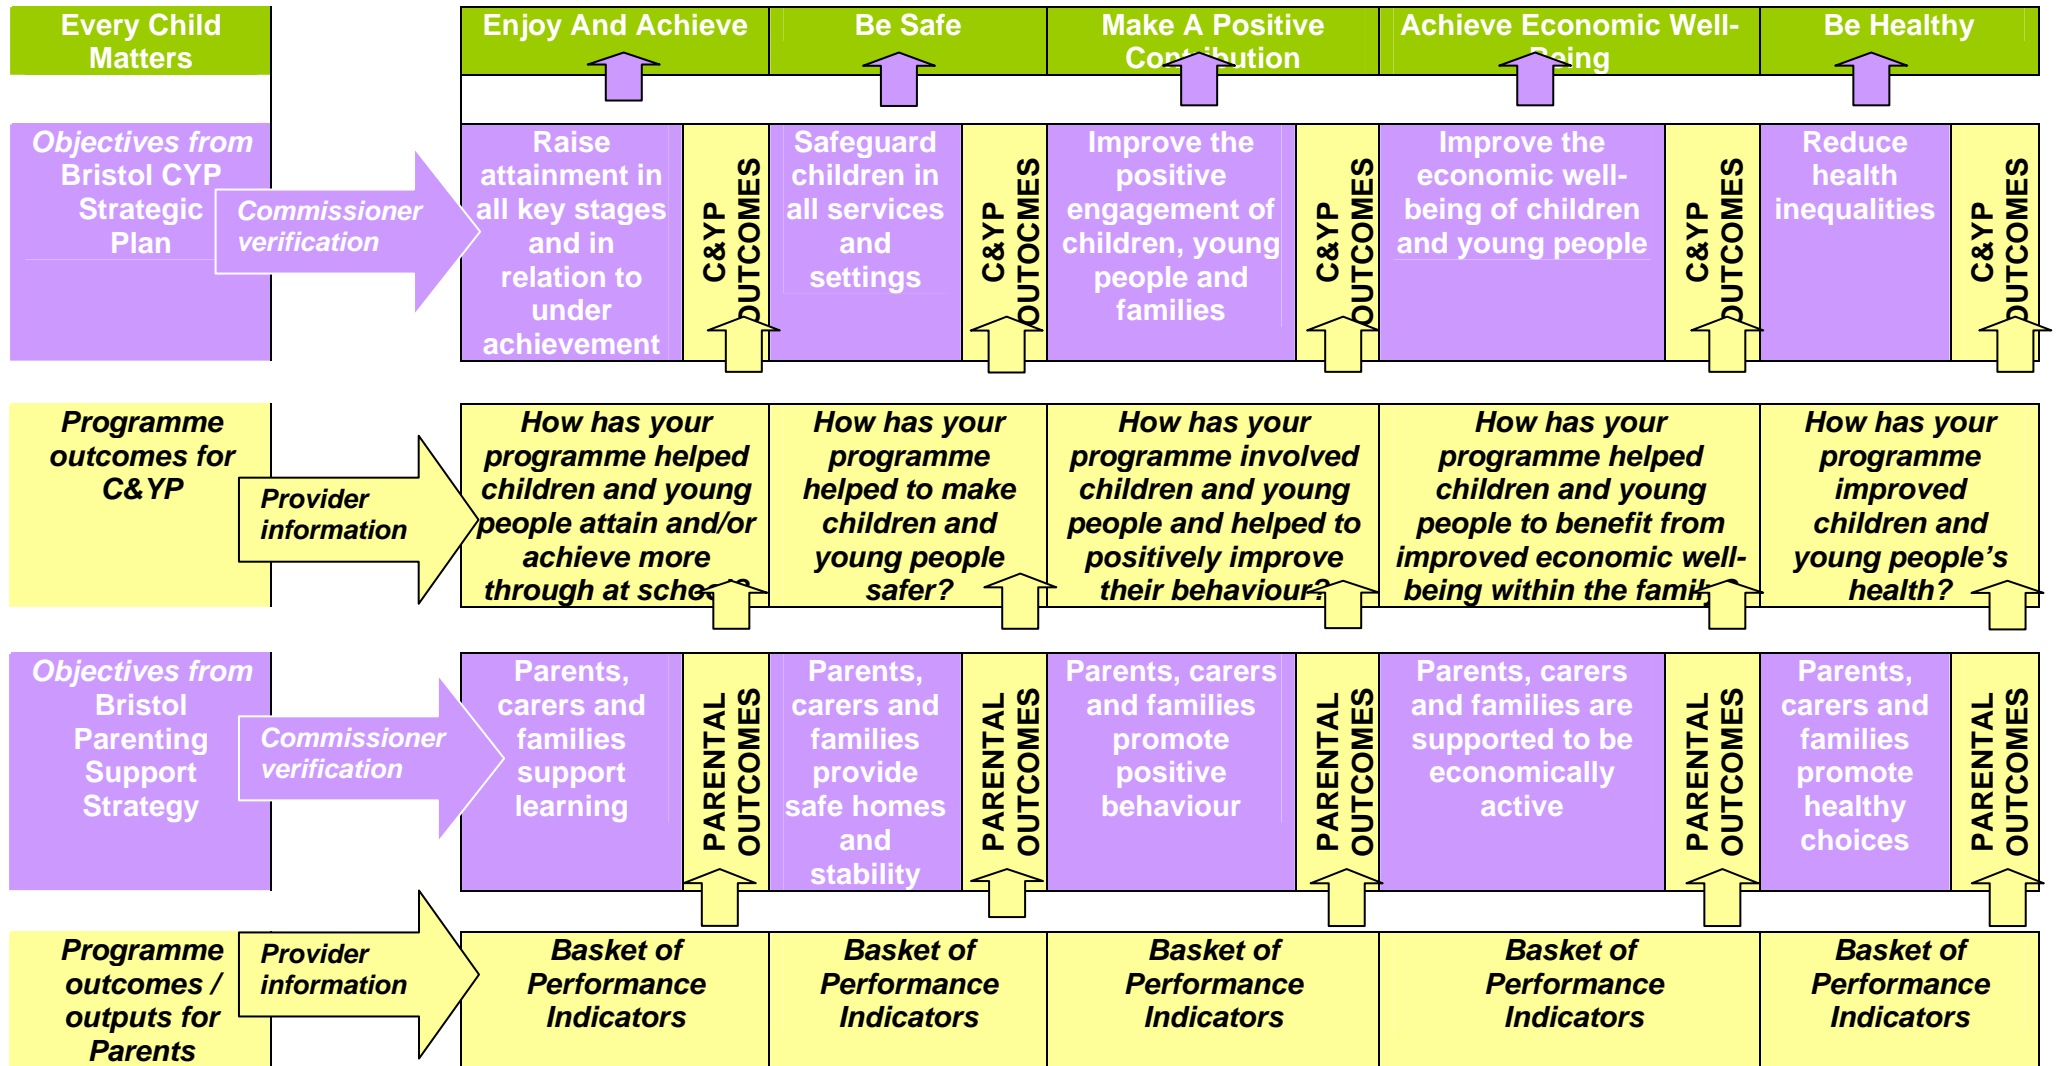 Every Child
Matters
Enjoy And Achieve
Be Safe
Make A Positive
Contribution
Achieve Economic Well-
Being
Be Healthy
Objectives from
Bristol CYP
Strategic
Plan
Commissioner
verification
Raise
attainment in
all key stages
and in
relation to
under
achievement
C&YP
OUTCOMES
Safeguard
children in
all services
and
settings
C&YP
OUTOCMES
Improve the
positive
engagement of
children, young
people and
families
C&YP
OUTCOMES
Improve the
economic well-
being of children
and young people
C&YP
OUTCOMES
Reduce
health
inequalities
C&YP
OUTCOMES
Programme
outcomes for
C&YP
Provider
information
How has your
programme helped
children and young
people attain and/or
achieve more
through at school?
How has your
programme
helped to make
children and
young people
safer?
How has your
programme involved
children and young
people and helped to
positively improve
their behaviour?
How has your
programme helped
children and young
people to benefit from
improved economic well-
being within the family?
How has your
programme
improved
children and
young people's
health?
Objectives from
Bristol
Parenting
Support
Strategy
Commissioner
verification
Parents,
carers and
families
support
learning
PARENTAL
OUTCOMES
Parents,
carers and
families
provide
safe homes
and
stability
PARENTAL
OUTCOMES
Parents, carers
and families
promote
positive
behaviour
PARENTAL
OUTCOMES
Parents, carers
and families are
supported to be
economically
active
PARENTAL
OUTCOMES
Parents,
carers and
families
promote
healthy
choices
PARENTAL
OUTCOMES
Programme
outcomes /
outputs for
Parents
Provider
information
Basket of
Performance
Indicators
Basket of
Performance
Indicators
Basket of
Performance
Indicators
Basket of
Performance
Indicators
Basket of
Performance
Indicators